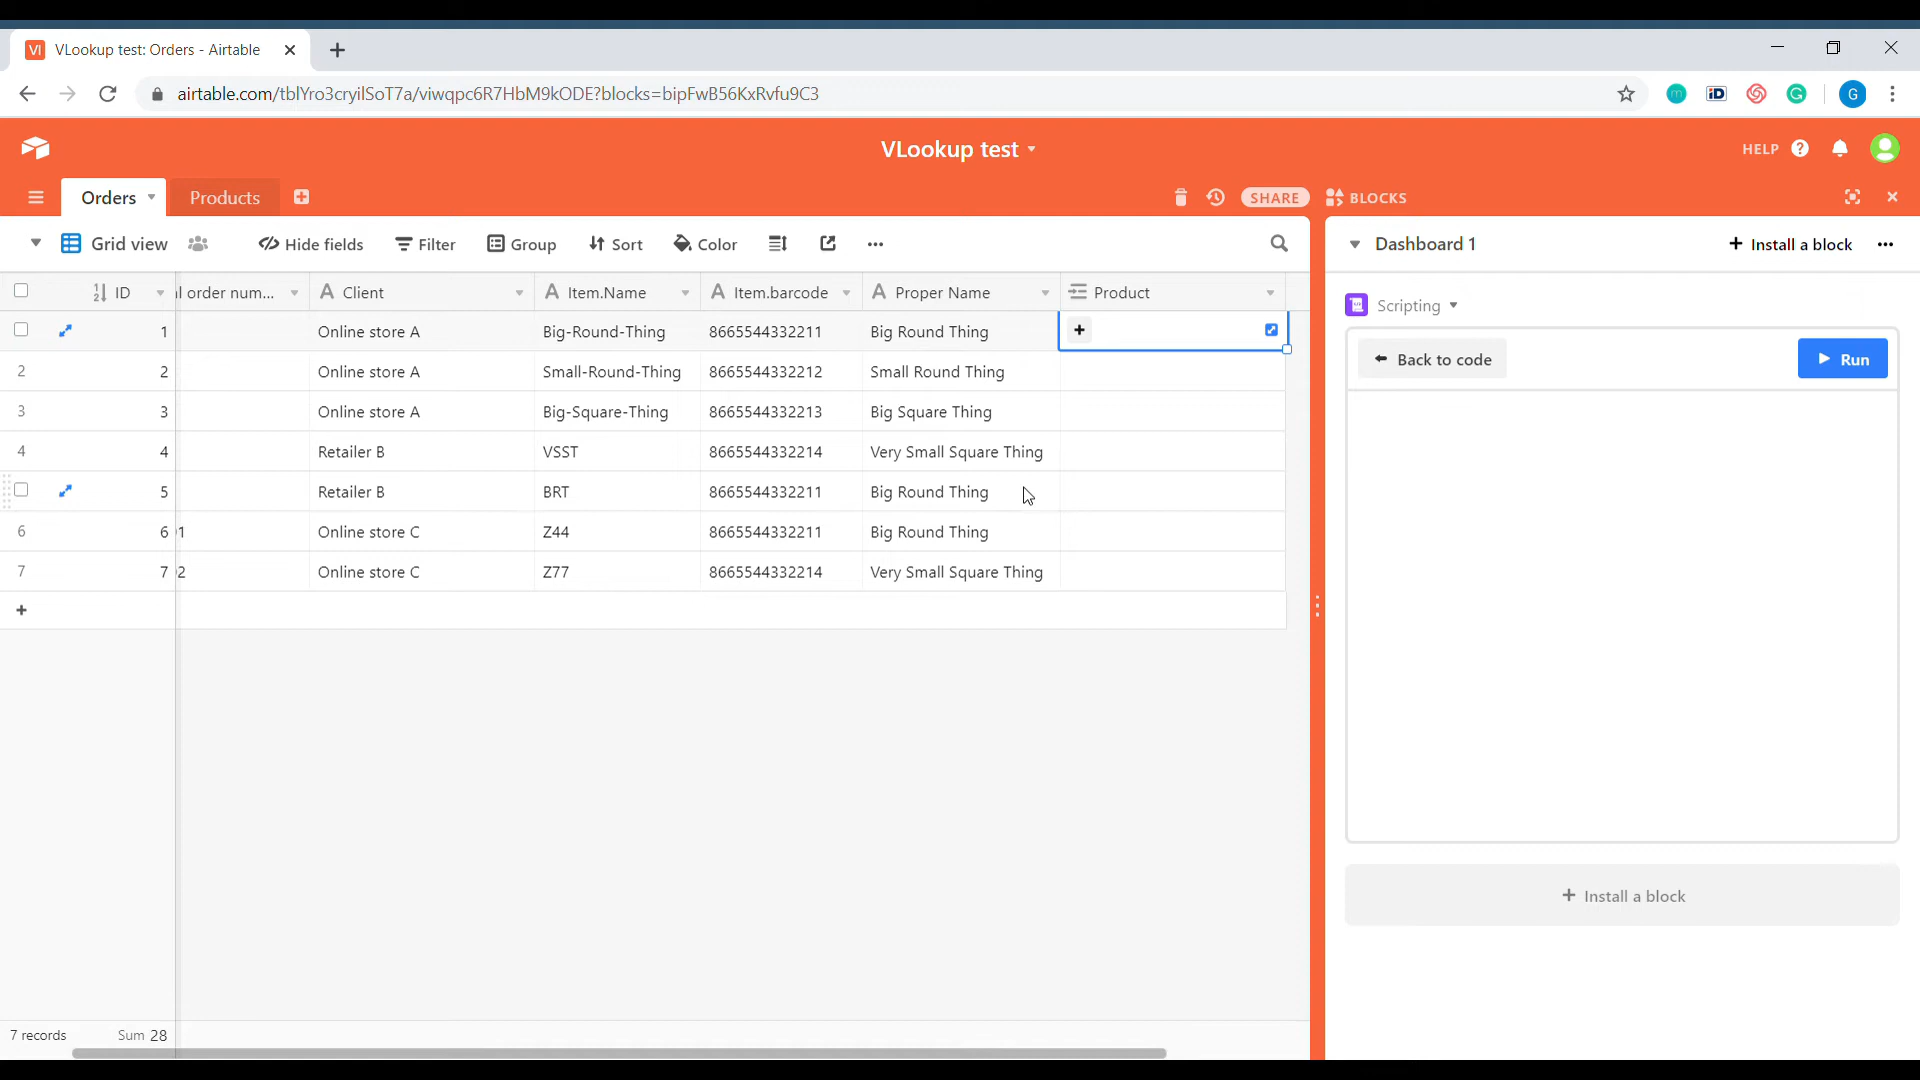 VLookup test: Orders - Airtable
airtable.com/tblYro3cryilSoT7a/viwqpc6R7HbM9kODE?blocks=bipFwB56KxRvfu9C3
iD
G
VLookup test
HELP
Orders
Products
SHARE
BLOCKS
Grid view
Hide fields
Filter
Group
Sort
Color
Dashboard 1
+ Install a block
ID
l order num...
Client
Item.Name
Item.barcode
Proper Name
Product
Scripting
1 Online store A Big-Round-Thing 8665544332211 Big Round Thing
2 2 Online store A Small-Round-Thing 8665544332212 Small Round Thing
3 3 Online store A Big-Square-Thing 8665544332213 Big Square Thing
4 4 Retailer B VSST 8665544332214 Very Small Square Thing
5 Retailer B BRT 8665544332211 Big Round Thing
6 6 1 Online store C Z44 8665544332211 Big Round Thing
7 7 2 Online store C Z77 8665544332214 Very Small Square Thing
Back to code
Run
+ Install a block
7 records
Sum 28